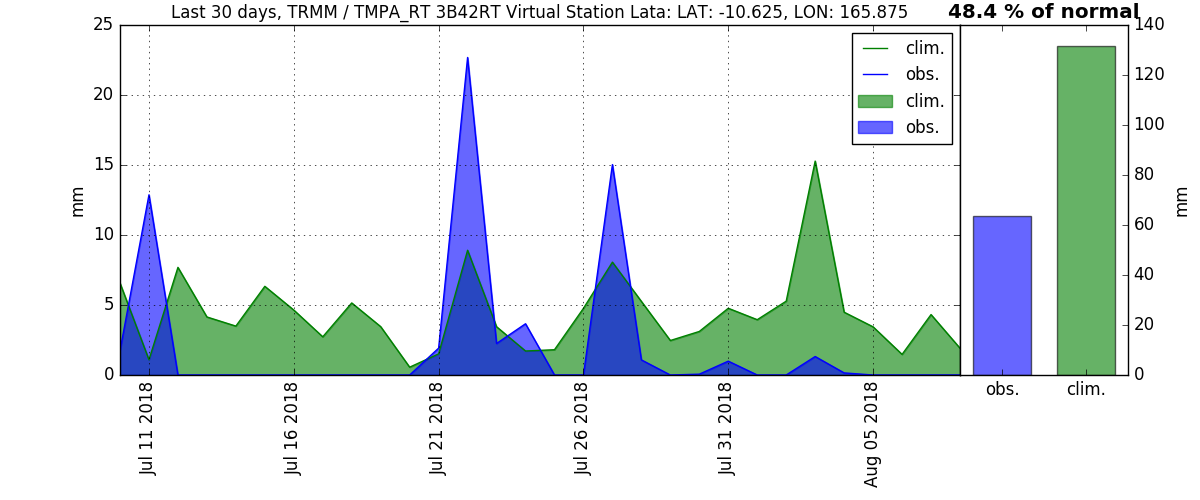 Last 30 days, TRMM / TMPA_RT 3B42RT Virtual Station Lata: LAT: -10.625, LON: 165.875
48.4 % of normal
clim.
obs.
clim.
obs.
mm
25
20
15
10
5
0
Jul 11 2018
Jul 16 2018
Jul 21 2018
Jul 26 2018
Jul 31 2018
Aug 05 2018
140
120
100
80
60
40
20
0
mm
obs.
clim.